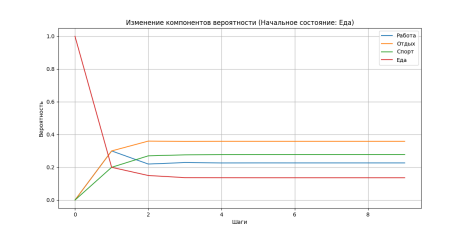 Изменение компонентов вероятности (Начальное состояние: Еда)
Работа
Отдых
Спорт
Еда
Вероятность
1.0
0.8
0.6
0.4
0.2
0.0
0 2 4 6 8
Шаги